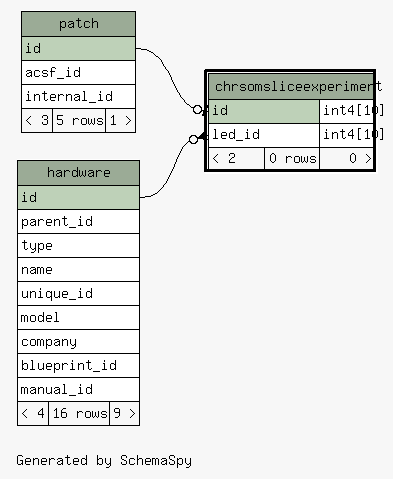 patch
id
acsf_id
internal_id
< 3 5 rows 1 >
chrsomsliceexperiment
id int4[10]
led_id int4[10]
< 2 0 rows 0 >
hardware
id
parent_id
type
name
unique_id
model
company
blueprint_id
manual_id
< 4 16 rows 9 >
Generated by SchemaSpy